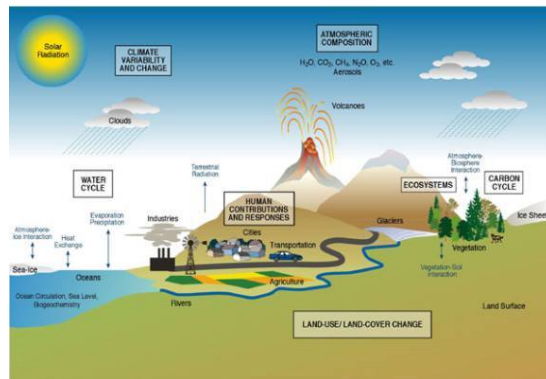 Solar
Radiation
CLIMATE
VARIABILITY
AND CHANGE
ATMOSPHERIC
COMPOSITION
H₂O, CO₂, CH₄, N₂O, O₃, etc.
Aerosols
Clouds
Volcanoes
WATER
CYCLE
Terrestrial
Radiation
Atmosphere-
Biosphere
Interaction
ECOSYSTEMS
CARBON
CYCLE
HUMAN
CONTRIBUTIONS
AND RESPONSES
Evaporation
Precipitation
Industries
Cities
Glaciers
Ice Sheet
Atmosphere-
Ice Interaction
Heat
Exchange
Transportation
Vegetation
Sea-Ice
Oceans
Agriculture
Vegetation-Soil
Interaction
Ocean Circulation, Sea Level,
Biogeochemistry
Rivers
Land Surface
LAND-USE/ LAND-COVER CHANGE